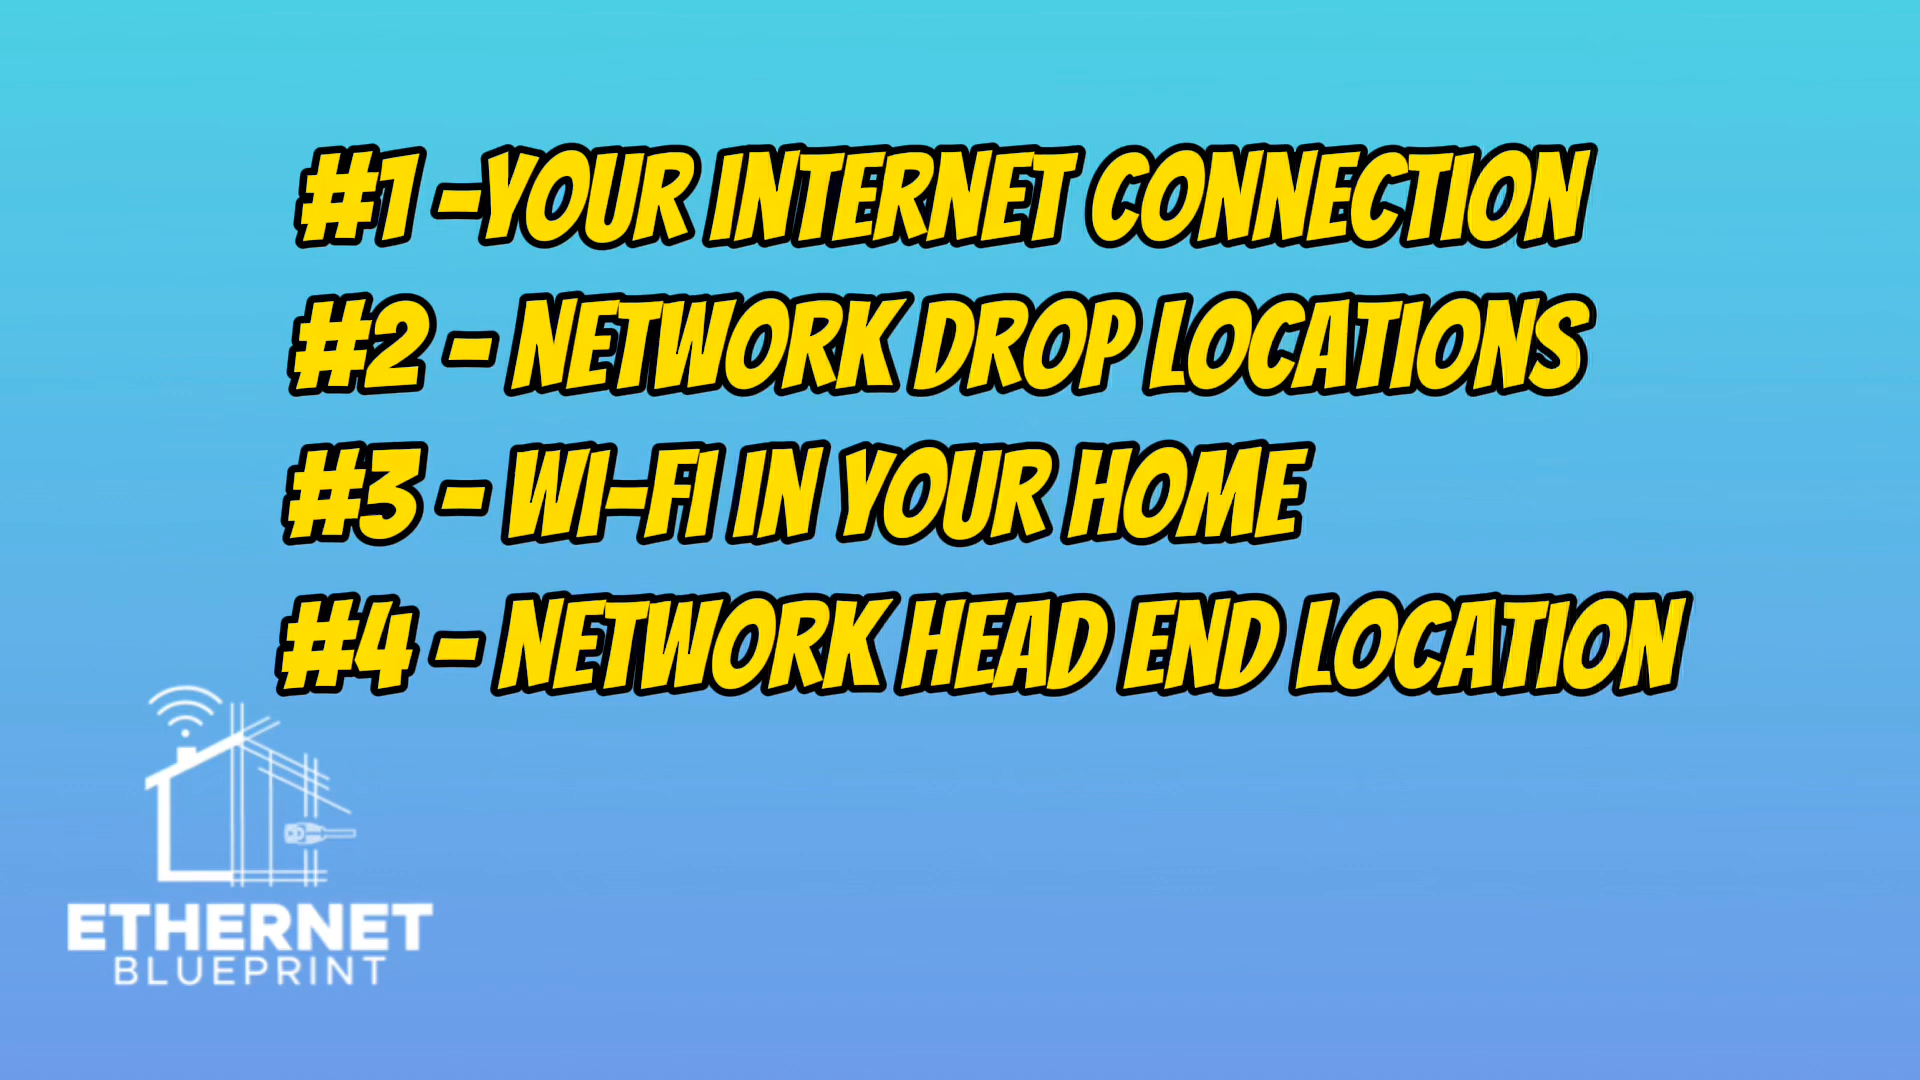 #1 -YOUR INTERNET CONNECTION
#2 - NETWORK DROP LOCATIONS
#3 - WI-FI IN YOUR HOME
#4 - NETWORK HEAD END LOCATION
ETHERNET
BLUEPRINT